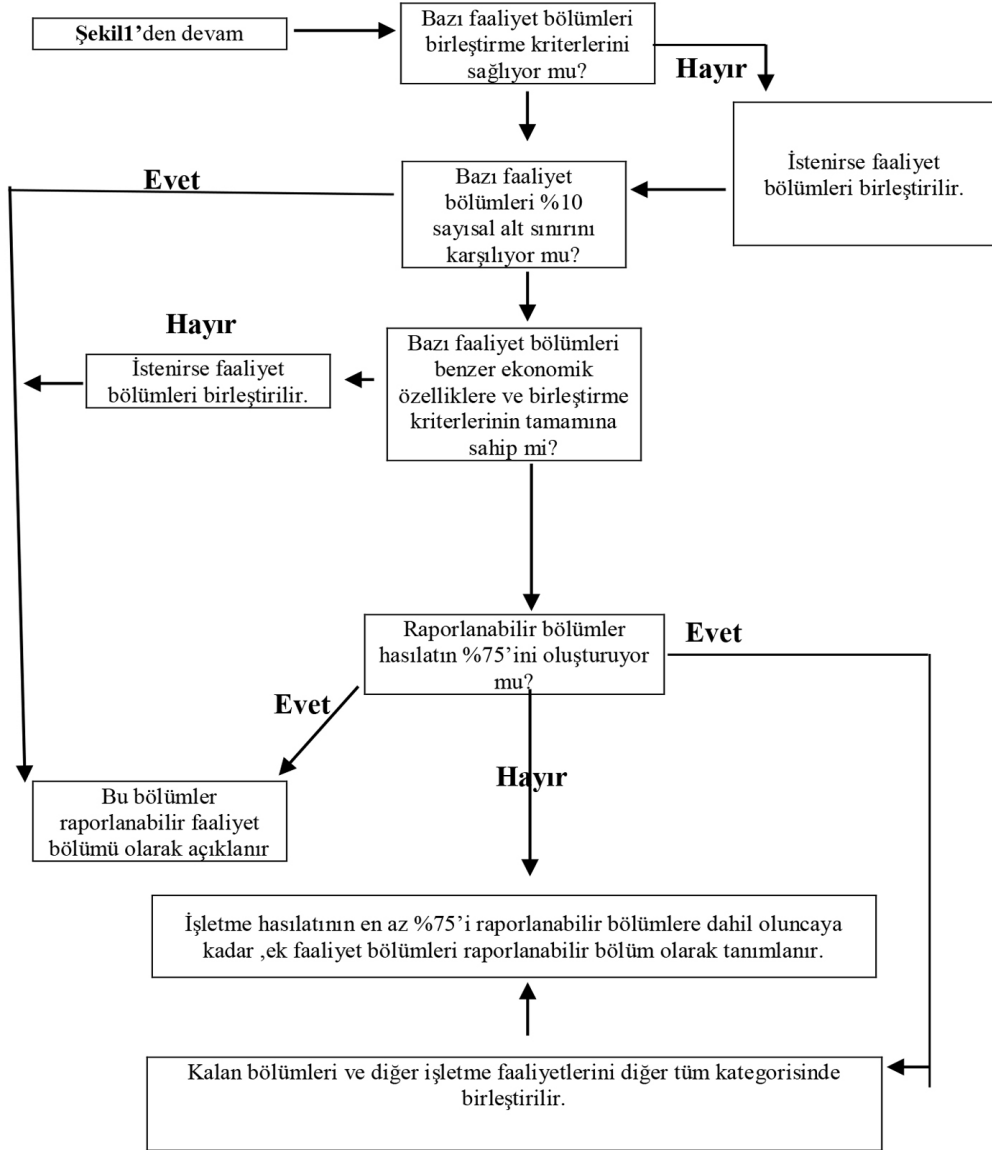 Şekil1’den devam
Bazı faaliyet bölümleri
birleştirme kriterlerini
sağlıyor mu?
Hayır
İstenirse faaliyet
bölümleri birleştirilir.
Evet
Bazı faaliyet
bölümleri %10
sayısal alt sınırını
karşılıyor mu?
Hayır
İstenirse faaliyet
bölümleri birleştirilir.
Bazı faaliyet bölümleri
benzer ekonomik
özelliklere ve birleştirme
kriterlerinin tamamına
sahip mi?
Raporlanabilir bölümler
hasılatın %75’ini oluşturuyor
mu?
Evet
Evet
Hayır
Bu bölümler
raporlanabilir faaliyet
bölümü olarak açıklanır
İşletme hasılatının en az %75’i raporlanabilir bölümlere dahil oluncaya
kadar ,ek faaliyet bölümleri raporlanabilir bölüm olarak tanımlanır.
Kalan bölümleri ve diğer işletme faaliyetlerini diğer tüm kategorisinde
birleştirilir.